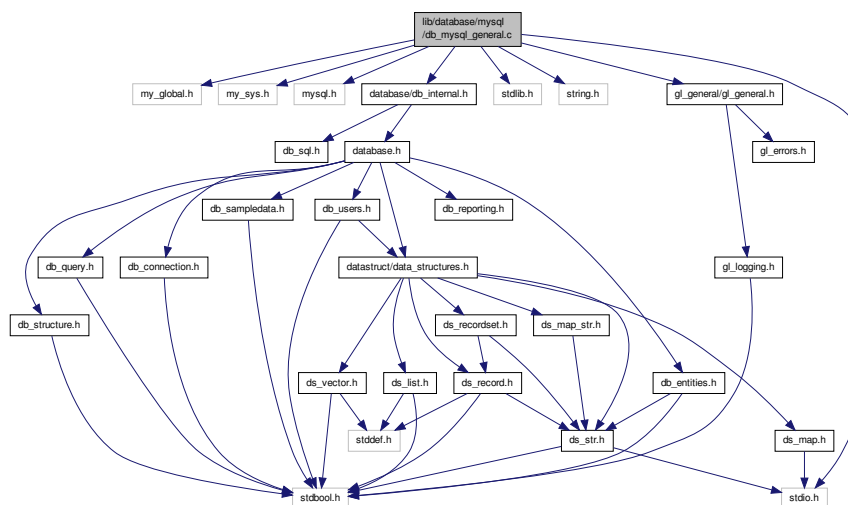 lib/database/mysql
/db_mysql_general.c
my_global.h
my_sys.h
mysql.h
database/db_internal.h
stdlib.h
string.h
gl_general/gl_general.h
db_sql.h
database.h
gl_errors.h
db_sampledata.h
db_users.h
db_reporting.h
db_query.h
db_connection.h
datastruct/data_structures.h
gl_logging.h
db_structure.h
ds_recordset.h
ds_map_str.h
ds_vector.h
ds_list.h
ds_record.h
db_entities.h
stddef.h
ds_str.h
ds_map.h
stdbool.h
stdio.h